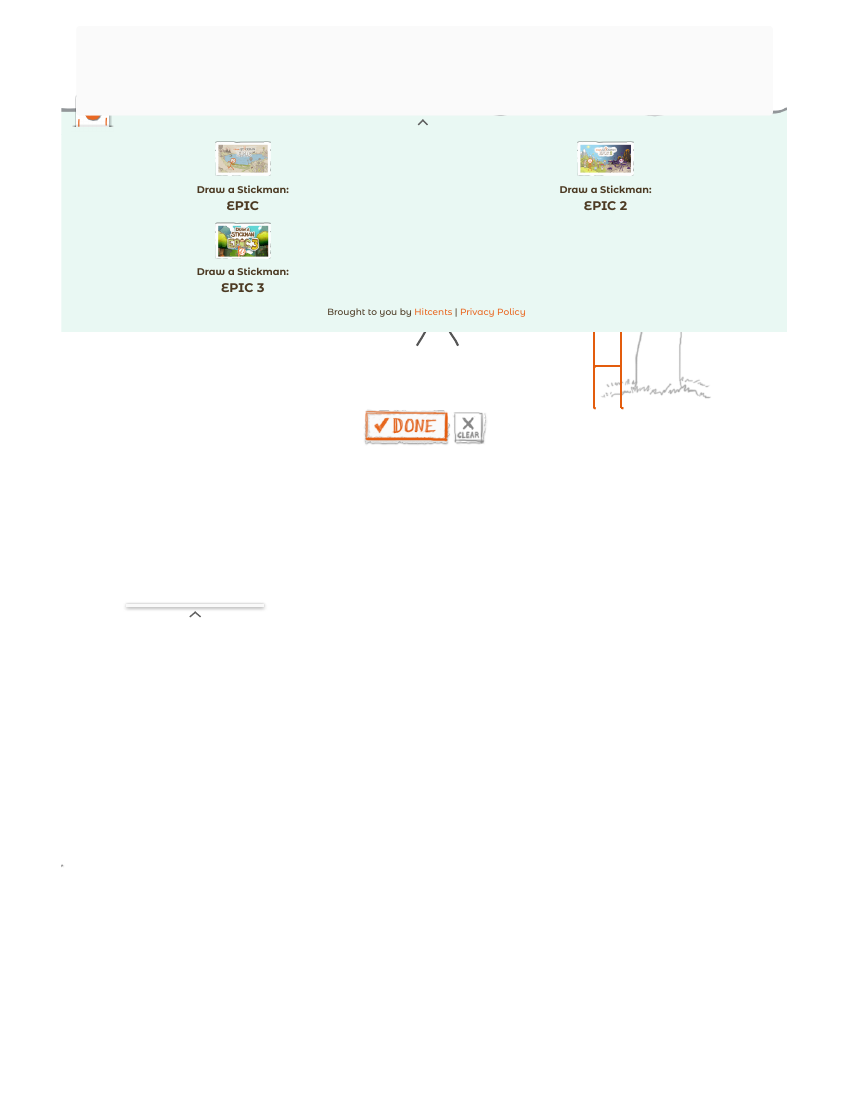 Draw a Stickman:
EPIC
Draw a Stickman:
EPIC 2
Draw a Stickman:
EPIC 3
Brought to you by Hitcents | Privacy Policy
DONE
CLEAR